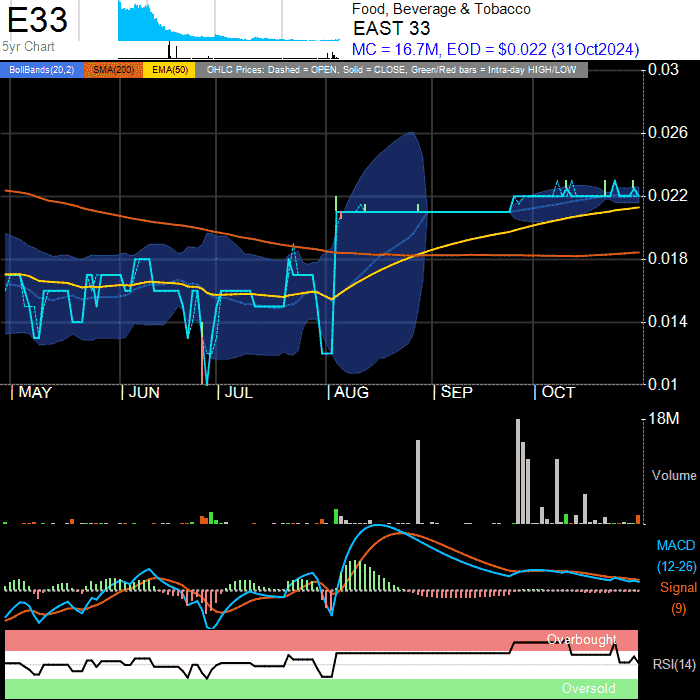 E33
5yr Chart
Food, Beverage & Tobacco
EAST 33
MC = 16.7M, EOD = $0.022 (31Oct2024)
BollBands(20,2) SMA(200) EMA(50) OHLC Prices: Dashed = OPEN, Solid = CLOSE, Green/Red bars = Intra-day HIGH/LOW
0.03
0.026
0.022
0.018
0.014
0.01
MAY JUN JUL AUG SEP OCT
18M
Volume
MACD
(12-26)
Signal
(9)
Overbought
RSI(14)
Oversold